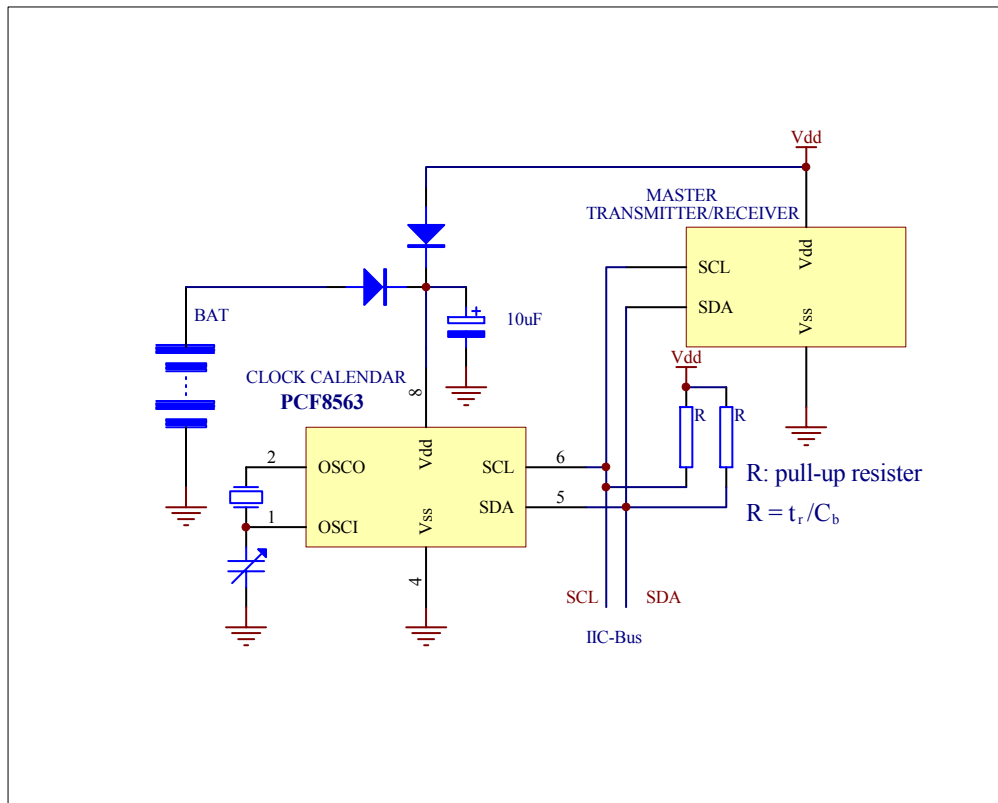 Vdd
MASTER
TRANSMITTER/RECEIVER
SCL
SDA
Vdd
Vss
BAT
+
10uF
CLOCK CALENDAR
PCF8563
8
Vdd
R
R
2
OSCO
Vdd
SCL
6
1
OSCI
Vss
SDA
5
4
R: pull-up resister
R = tr/Cb
SCL
SDA
IIC-Bus